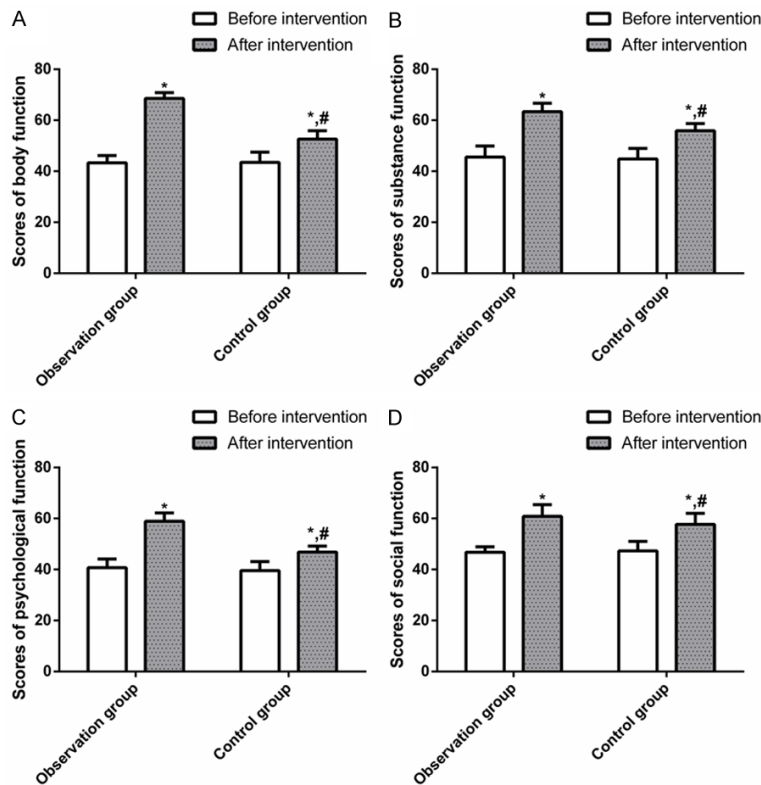 A
Before intervention
After intervention
Scores of body function
80
60
40
20
0
*
*,#
Observation group
Control group
B
Before intervention
After intervention
Scores of substance function
80
60
40
20
0
*
*,#
Observation group
Control group
C
Before intervention
After intervention
Scores of psychological function
80
60
40
20
0
*
*,#
Observation group
Control group
D
Before intervention
After intervention
Scores of social function
80
60
40
20
0
*
*,#
Observation group
Control group